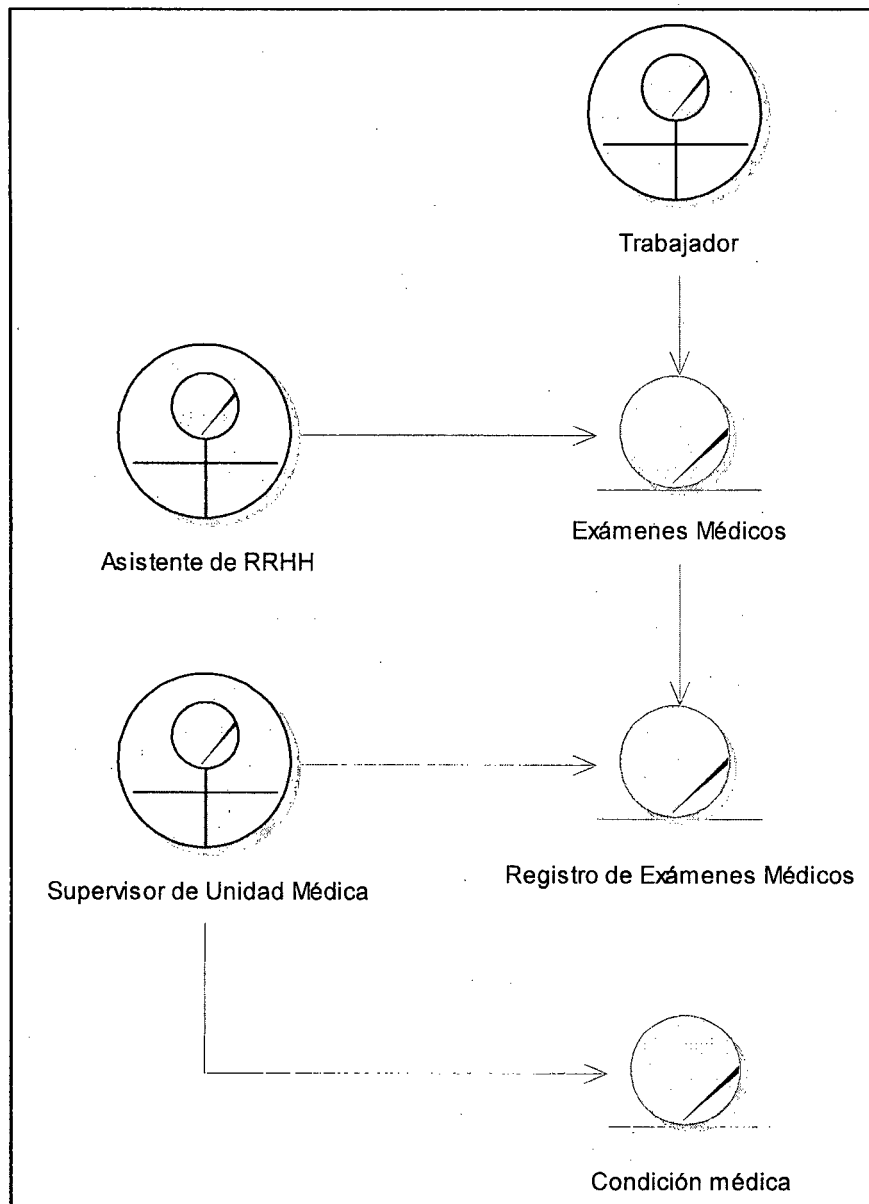 Trabajador
Asistente de RRHH
Exámenes Médicos
Supervisor de Unidad Médica
Registro de Exámenes Médicos
Condición médica